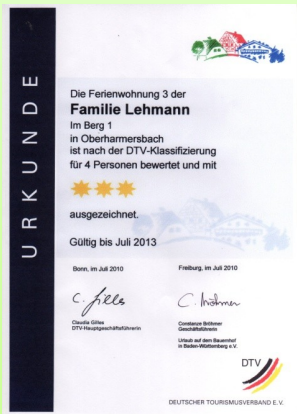 URKUNDE
Die Ferienwohnung 3 der
Familie Lehmann
Im Berg 1
in Oberharmersbach
ist nach der DTV-Klassifizierung
für 4 Personen bewertet und mit
ausgezeichnet.
Gültig bis Juli 2013
Bonn, im Juli 2010
C. Gilles
Claudia Gilles
DTV-Hauptgeschäftsführerin
Freiburg, im Juli 2010
C. Bröhmer
Constanze Bröhmer
Geschäftsführerin
Urlaub auf dem Bauernhof
in Baden-Württemberg e.V.
DTV
DEUTSCHER TOURISMUSVERBAND E.V.